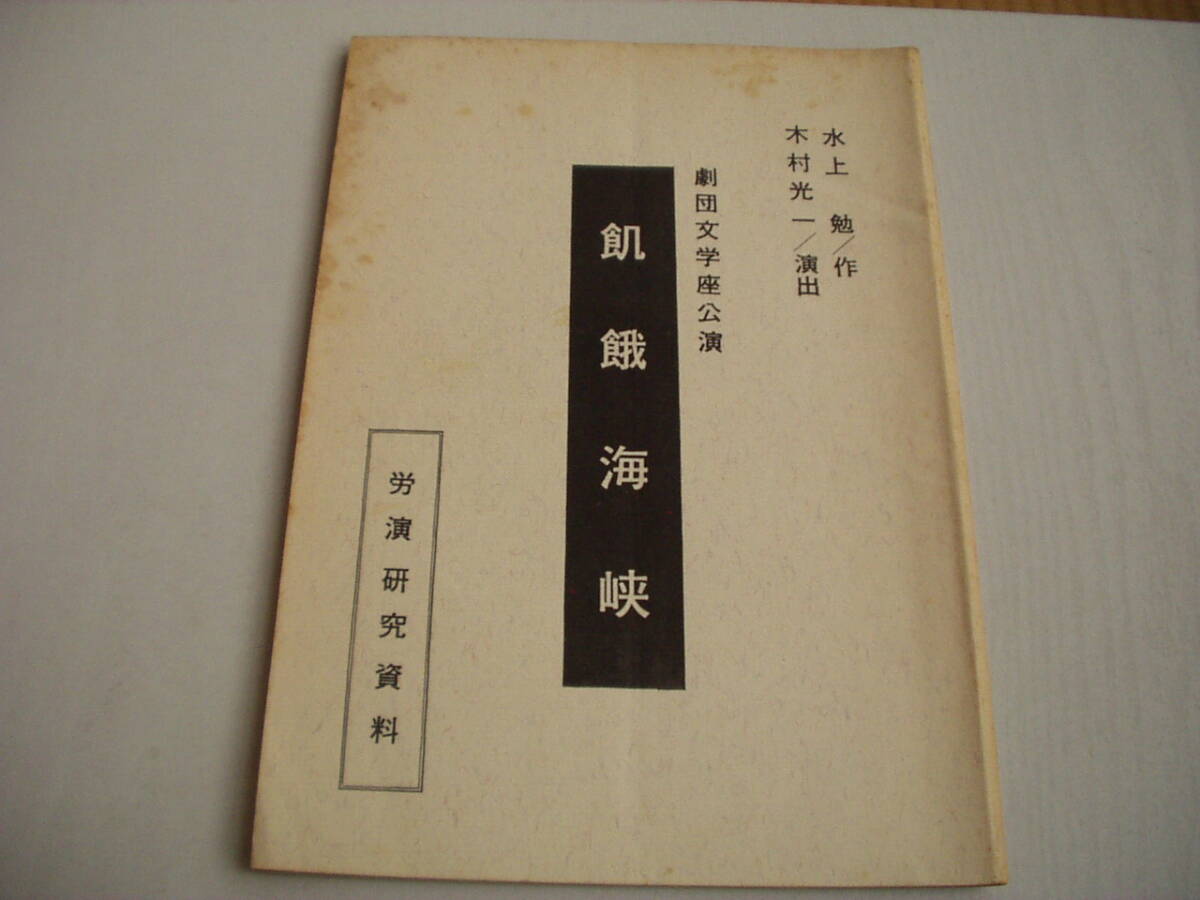 水上 勉/作
木村光一/演出
劇団文学座公演
飢餓海峡
労演研究資料